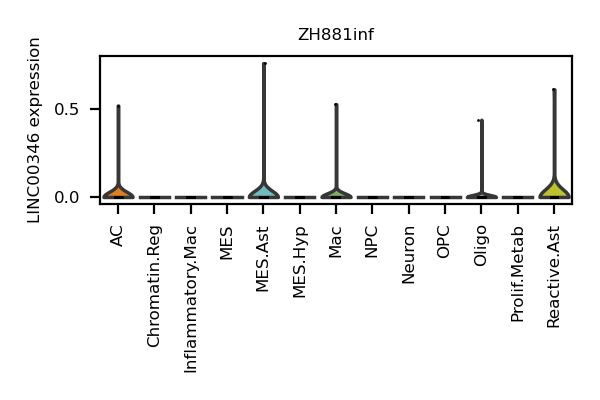 ZH881inf
LINC00346 expression
0.5
0.0
AC
Chromatin.Reg
Inflammatory.Mac
MES
MES.Ast
MES.Hyp
Mac
NPC
Neuron
OPC
Oligo
Prolif.Metab
Reactive.Ast